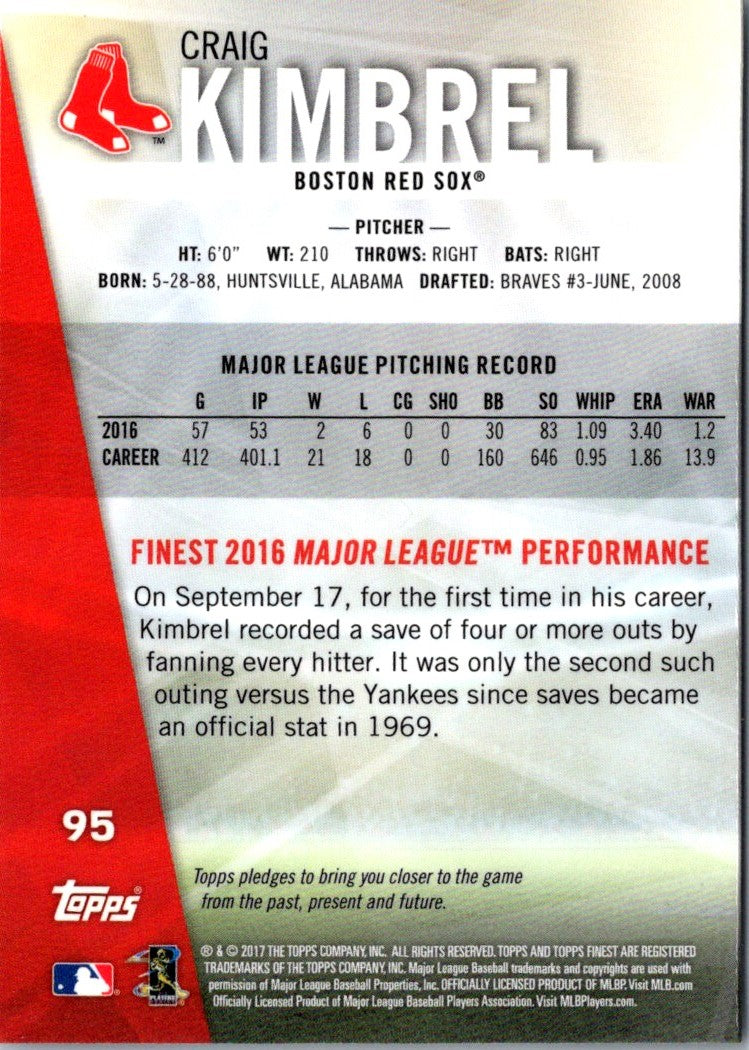 CRAIG
KIMBREL
™
BOSTON RED SOX®
— PITCHER —
HT: 6'0" WT: 210 THROWS: RIGHT BATS: RIGHT
BORN: 5-28-88, HUNTSVILLE, ALABAMA DRAFTED: BRAVES #3-JUNE, 2008
MAJOR LEAGUE PITCHING RECORD
G IP W L CG SHO BB SO WHIP ERA WAR
2016 57 53 2 6 0 0 30 83 1.09 3.40 1.2
CAREER 412 401.1 21 18 0 0 160 646 0.95 1.86 13.9
FINEST 2016 MAJOR LEAGUE™ PERFORMANCE
On September 17, for the first time in his career,
Kimbrel recorded a save of four or more outs by
fanning every hitter. It was only the second such
outing versus the Yankees since saves became
an official stat in 1969.
95
Topps pledges to bring you closer to the game
from the past, present and future.
Topps®
® & © 2017 THE TOPPS COMPANY, INC. ALL RIGHTS RESERVED. TOPPS AND TOPPS FINEST ARE REGISTERED
TRADEMARKS OF THE TOPPS COMPANY, INC. Major League Baseball trademarks and copyrights are used with
permission of Major League Baseball Properties, Inc. OFFICIALLY LICENSED PRODUCT OF MLBP. Visit MLB.com
Officially Licensed Product of Major League Baseball Players Association. Visit MLBPlayers.com.
PLAYERS